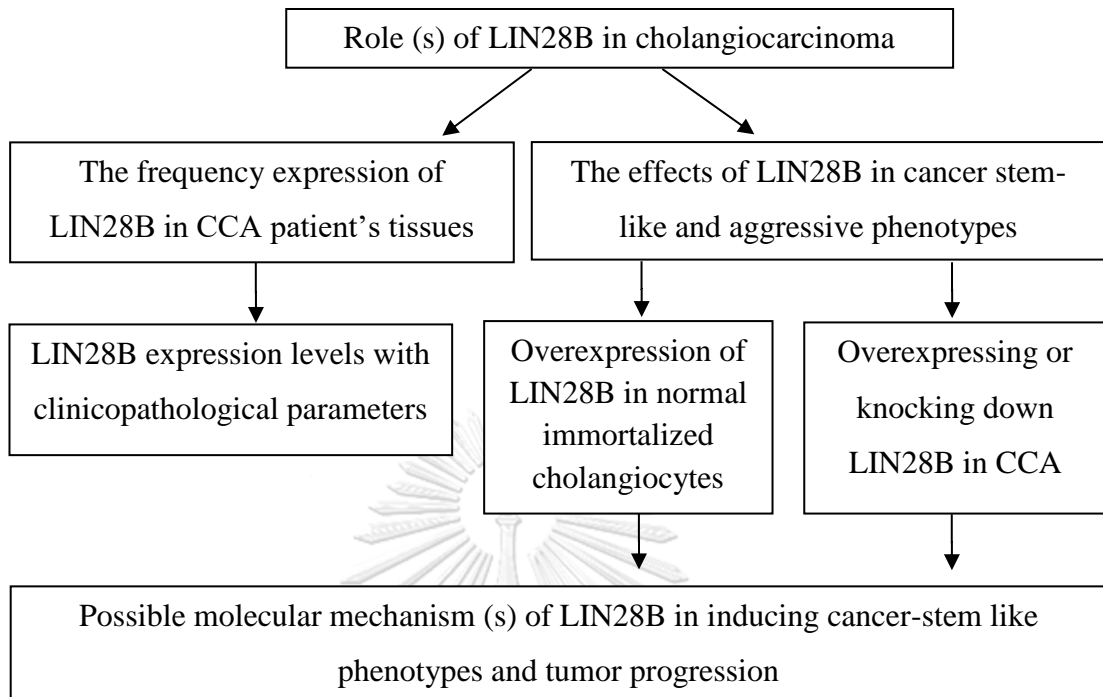 Role (s) of LIN28B in cholangiocarcinoma
The frequency expression of
LIN28B in CCA patient’s tissues
The effects of LIN28B in cancer stem-
like and aggressive phenotypes
LIN28B expression levels with
clinicopathological parameters
Overexpression of
LIN28B in normal
immortalized
cholangiocytes
Overexpressing or
knocking down
LIN28B in CCA
Possible molecular mechanism (s) of LIN28B in inducing cancer-stem like
phenotypes and tumor progression